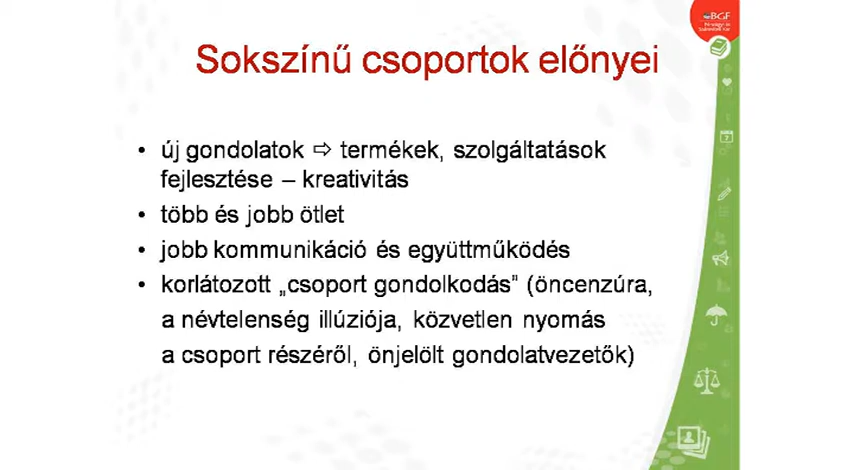 BGF
Sokszínű csoportok előnyei
• új gondolatok ⇨ termékek, szolgáltatások
fejlesztése – kreativitás
• több és jobb ötlet
• jobb kommunikáció és együttműködés
• korlátozott „csoport gondolkodás” (öncenzúra,
a névtelenség illúziója, közvetlen nyomás
a csoport részéről, önjelölt gondolatvezetők)